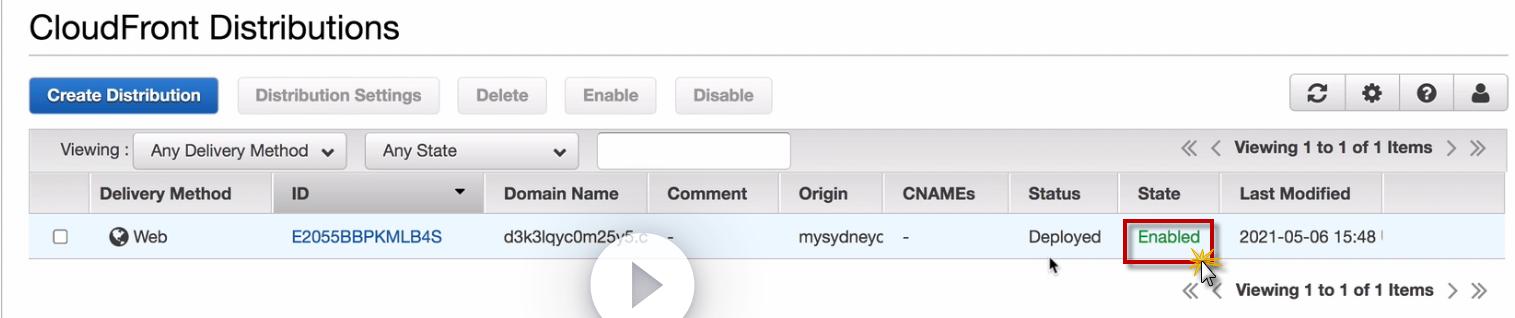 CloudFront Distributions
Create Distribution Distribution Settings Delete Enable Disable
Viewing : Any Delivery Method Any State Viewing 1 to 1 of 1 Items
Delivery Method ID Domain Name Comment Origin CNAMEs Status State Last Modified
Web E2055BBPKMLB4S d3k3lqyc0m25y5.c - mysydneyc - Deployed Enabled 2021-05-06 15:48
Viewing 1 to 1 of 1 Items